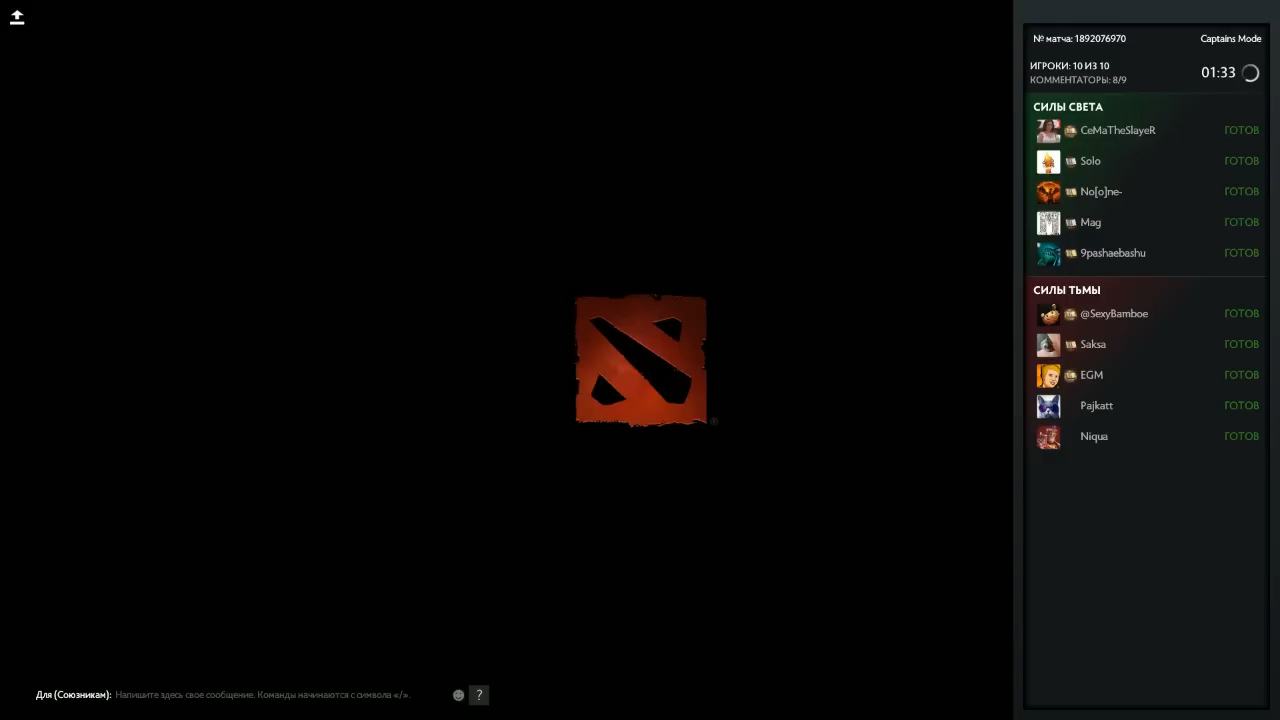 № матча: 1892076970 Captains Mode
ИГРОКИ: 10 ИЗ 10
КОММЕНТАТОРЫ: 8/9
01:33
СИЛЫ СВЕТА
CeMaTheSlayeR ГОТОВ
Solo ГОТОВ
No[o]ne- ГОТОВ
Mag ГОТОВ
9pashaebashu ГОТОВ
СИЛЫ ТЬМЫ
@SexyBamboe ГОТОВ
Saksa ГОТОВ
EGM ГОТОВ
Pajkatt ГОТОВ
Niqua ГОТОВ
Для (Союзникам): Напишите здесь свое сообщение. Команды начинаются с символа «/». ?